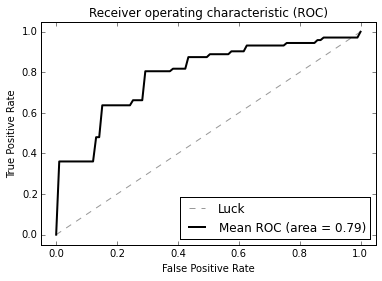 Receiver operating characteristic (ROC)
1.0
0.8
0.6
0.4
0.2
0.0
True Positive Rate
Luck
Mean ROC (area = 0.79)
0.0 0.2 0.4 0.6 0.8 1.0
False Positive Rate